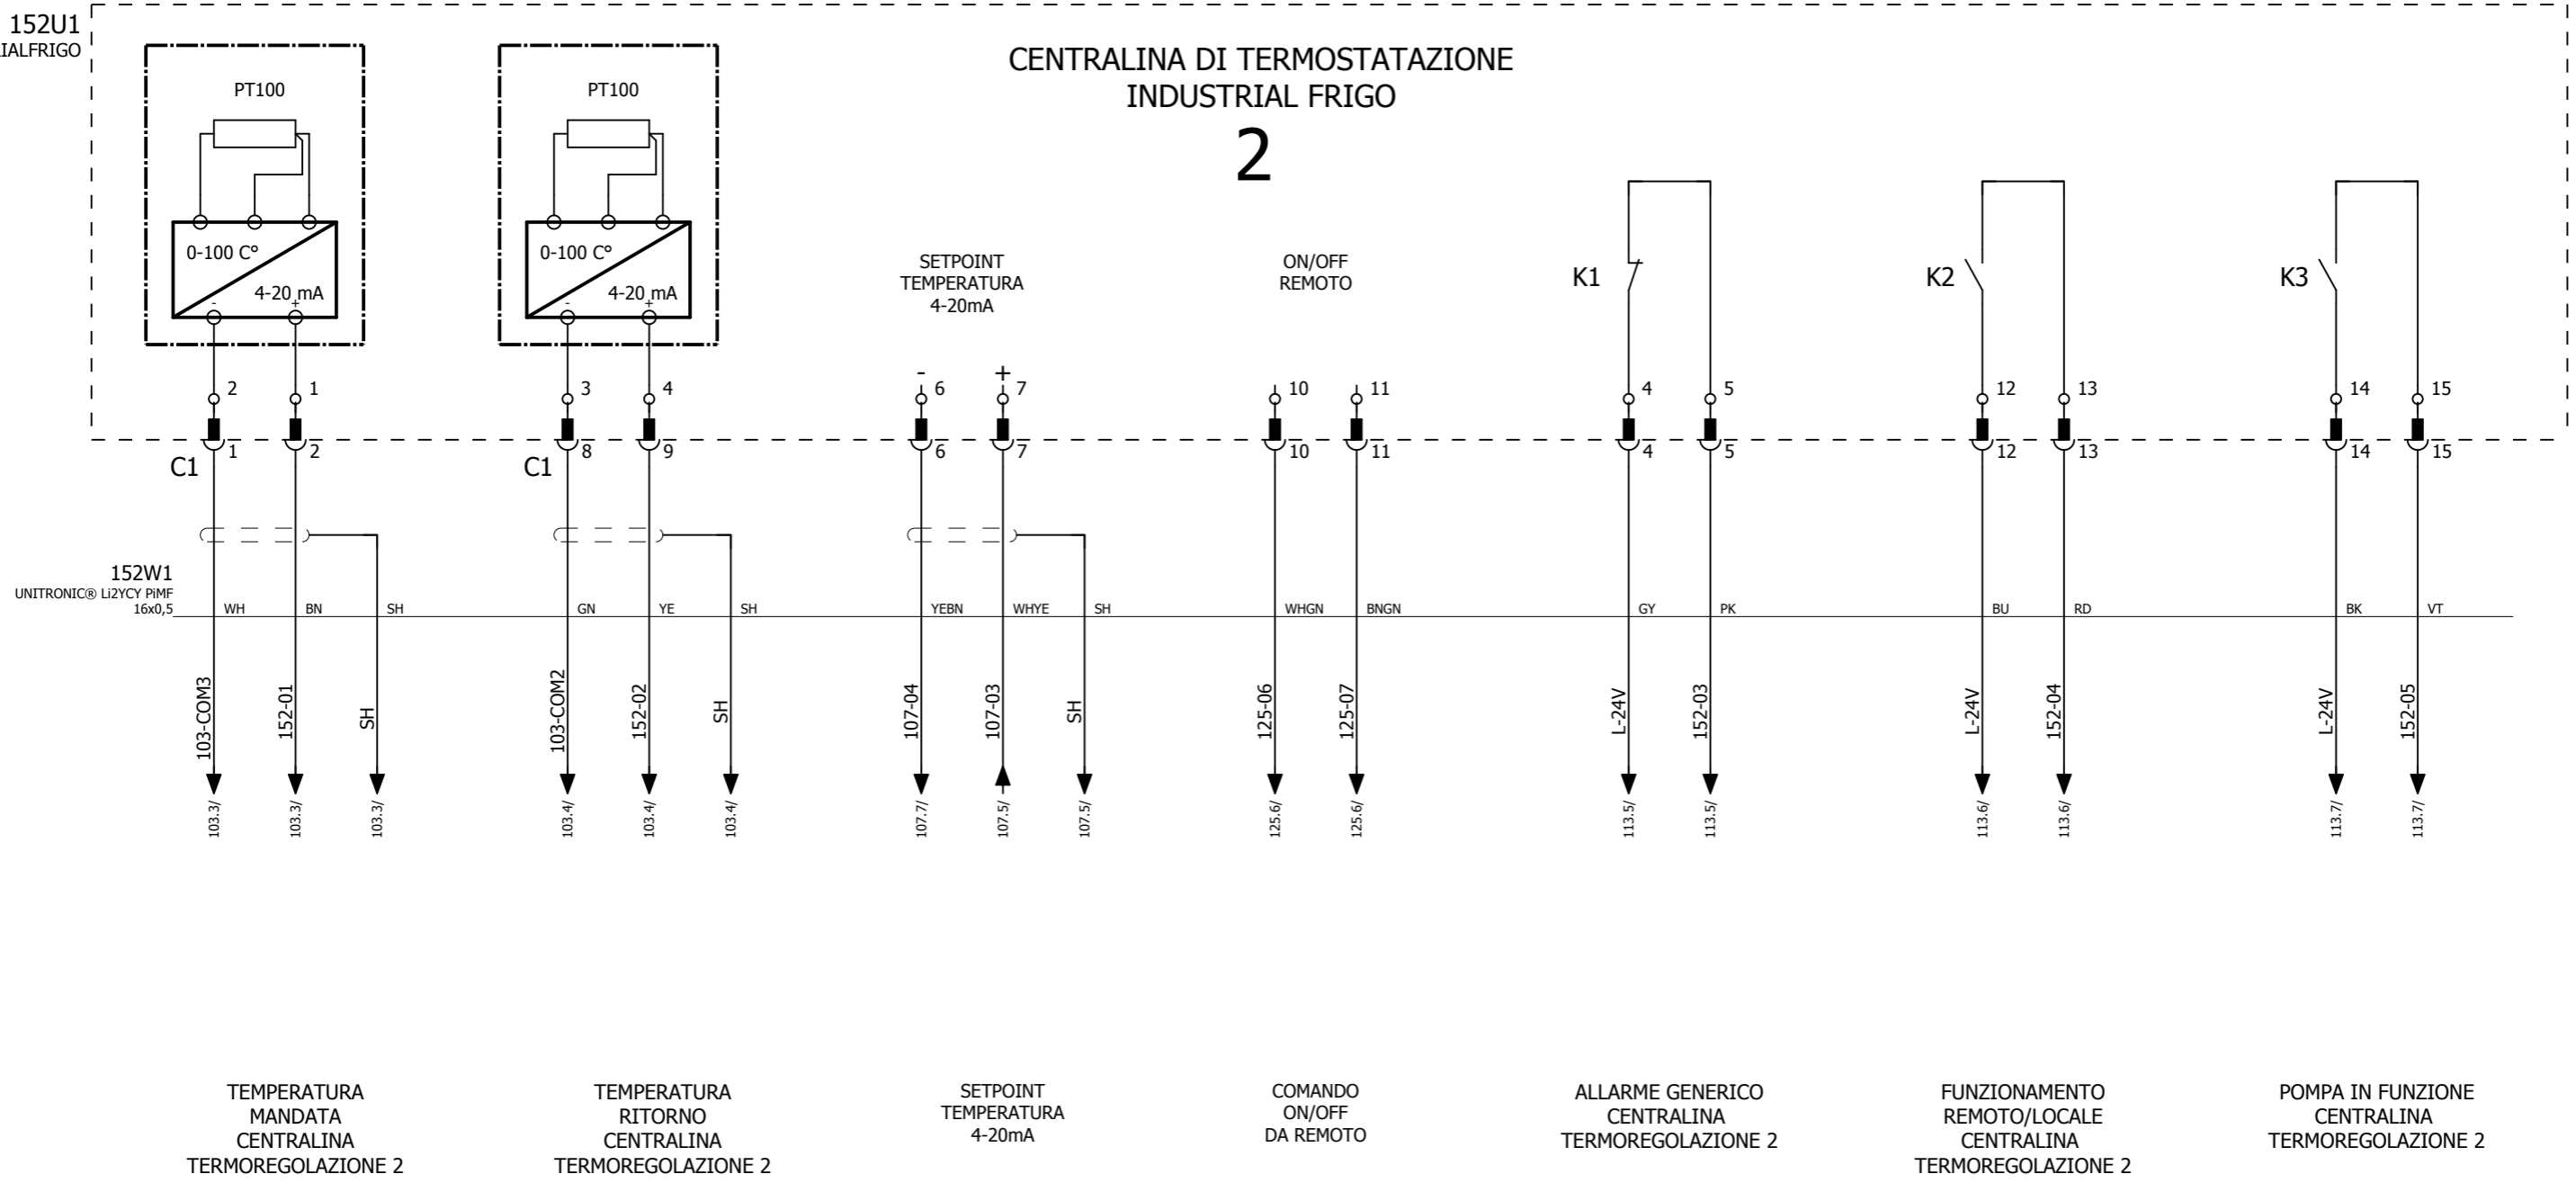 152U1
IALFRIGO
CENTRALINA DI TERMOSTATAZIONE
INDUSTRIAL FRIGO
2
PT100
PT100
0-100 C°
4-20 mA
- +
0-100 C°
4-20 mA
- +
SETPOINT
TEMPERATURA
4-20mA
ON/OFF
REMOTO
K1
K2
K3
- +
2 1 3 4 6 7 10 11 4 5 12 13 14 15
C1 1 2 C1 8 9 6 7 10 11 4 5 12 13 14 15
152W1
UNITRONIC® Li2YCY PiMF
16x0,5
WH BN SH GN YE SH YEBN WHYE SH WHGN BNGN GY PK BU RD BK VT
103-COM3 152-01 SH 103-COM2 152-02 SH 107-04 107-03 SH 125-06 125-07 L-24V 152-03 L-24V 152-04 L-24V 152-05
103.3/ 103.3/ 103.3/ 103.4/ 103.4/ 103.4/ 107.7/ 107.5/ 107.5/ 125.6/ 125.6/ 113.5/ 113.5/ 113.6/ 113.6/ 113.7/ 113.7/
TEMPERATURA
MANDATA
CENTRALINA
TERMOREGOLAZIONE 2
TEMPERATURA
RITORNO
CENTRALINA
TERMOREGOLAZIONE 2
SETPOINT
TEMPERATURA
4-20mA
COMANDO
ON/OFF
DA REMOTO
ALLARME GENERICO
CENTRALINA
TERMOREGOLAZIONE 2
FUNZIONAMENTO
REMOTO/LOCALE
CENTRALINA
TERMOREGOLAZIONE 2
POMPA IN FUNZIONE
CENTRALINA
TERMOREGOLAZIONE 2